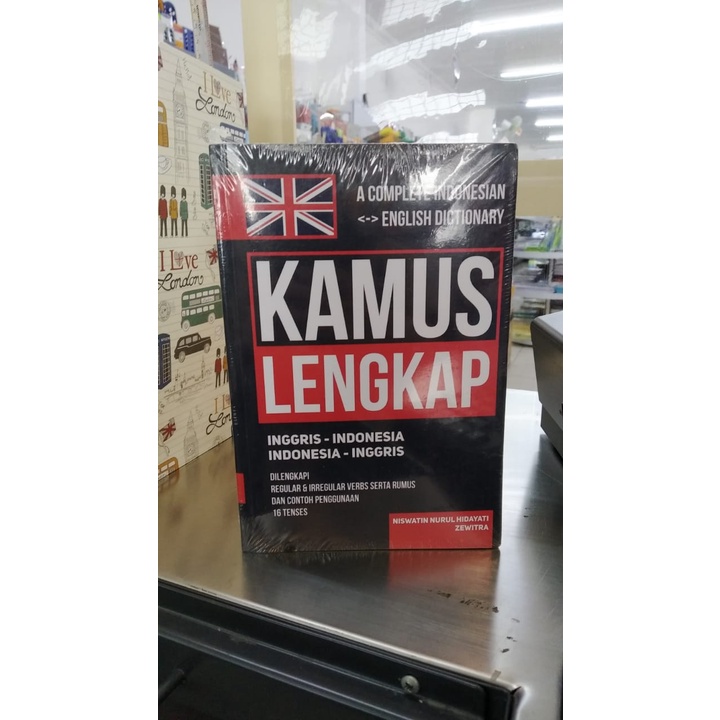 I Love
London
I Love
London
A COMPLETE INDONESIAN
<-> ENGLISH DICTIONARY
KAMUS
LENGKAP
INGGRIS - INDONESIA
INDONESIA - INGGRIS
DILENGKAPI
REGULAR & IRREGULAR VERBS SERTA RUMUS
DAN CONTOH PENGGUNAAN
16 TENSES
NISWATIN NURUL HIDAYATI
ZEWITRA